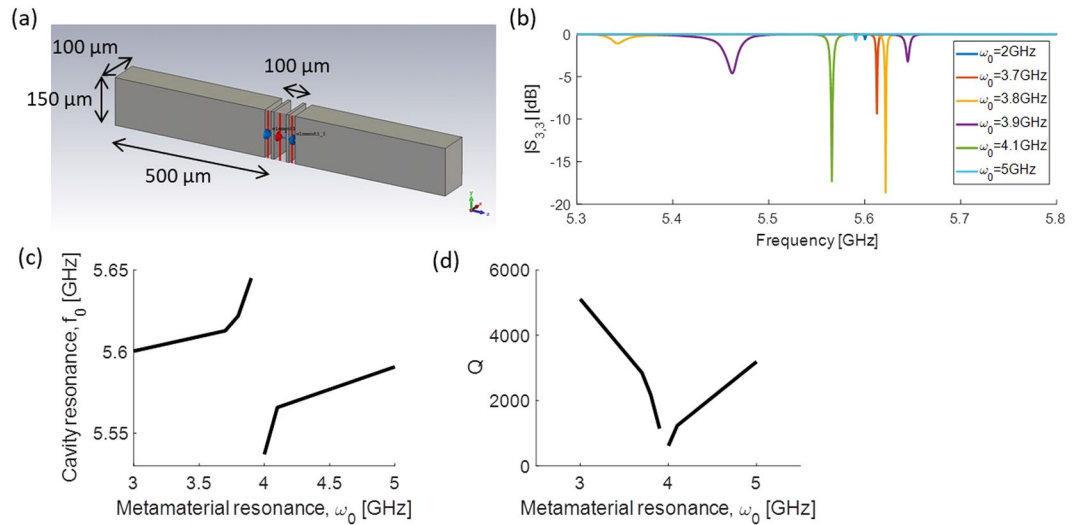 (a)
100 µm
100 µm
150 µm
500 µm
(b)
|S3,3| [dB]
0
-5
-10
-15
-20
5.3
5.4
5.5
5.6
5.7
5.8
Frequency [GHz]
ω0=2GHz
ω0=3.7GHz
ω0=3.8GHz
ω0=3.9GHz
ω0=4.1GHz
ω0=5GHz
(c)
Cavity resonance, f0 [GHz]
5.65
5.6
5.55
3
3.5
4
4.5
5
Metamaterial resonance, ω0 [GHz]
(d)
Q
6000
4000
2000
0
3
4
5
Metamaterial resonance, ω0 [GHz]